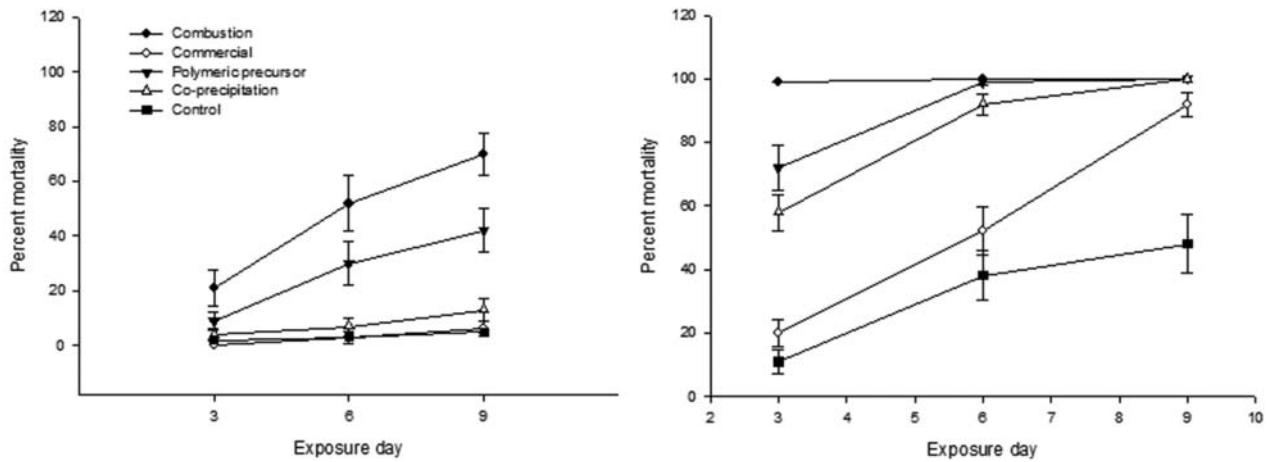 120
100
80
60
40
20
0
Percent mortality
Combustion
Commercial
Polymeric precursor
Co-precipitation
Control
3 6 9
Exposure day
120
100
80
60
40
20
0
Percent mortality
2 3 4 5 6 7 8 9 10
Exposure day